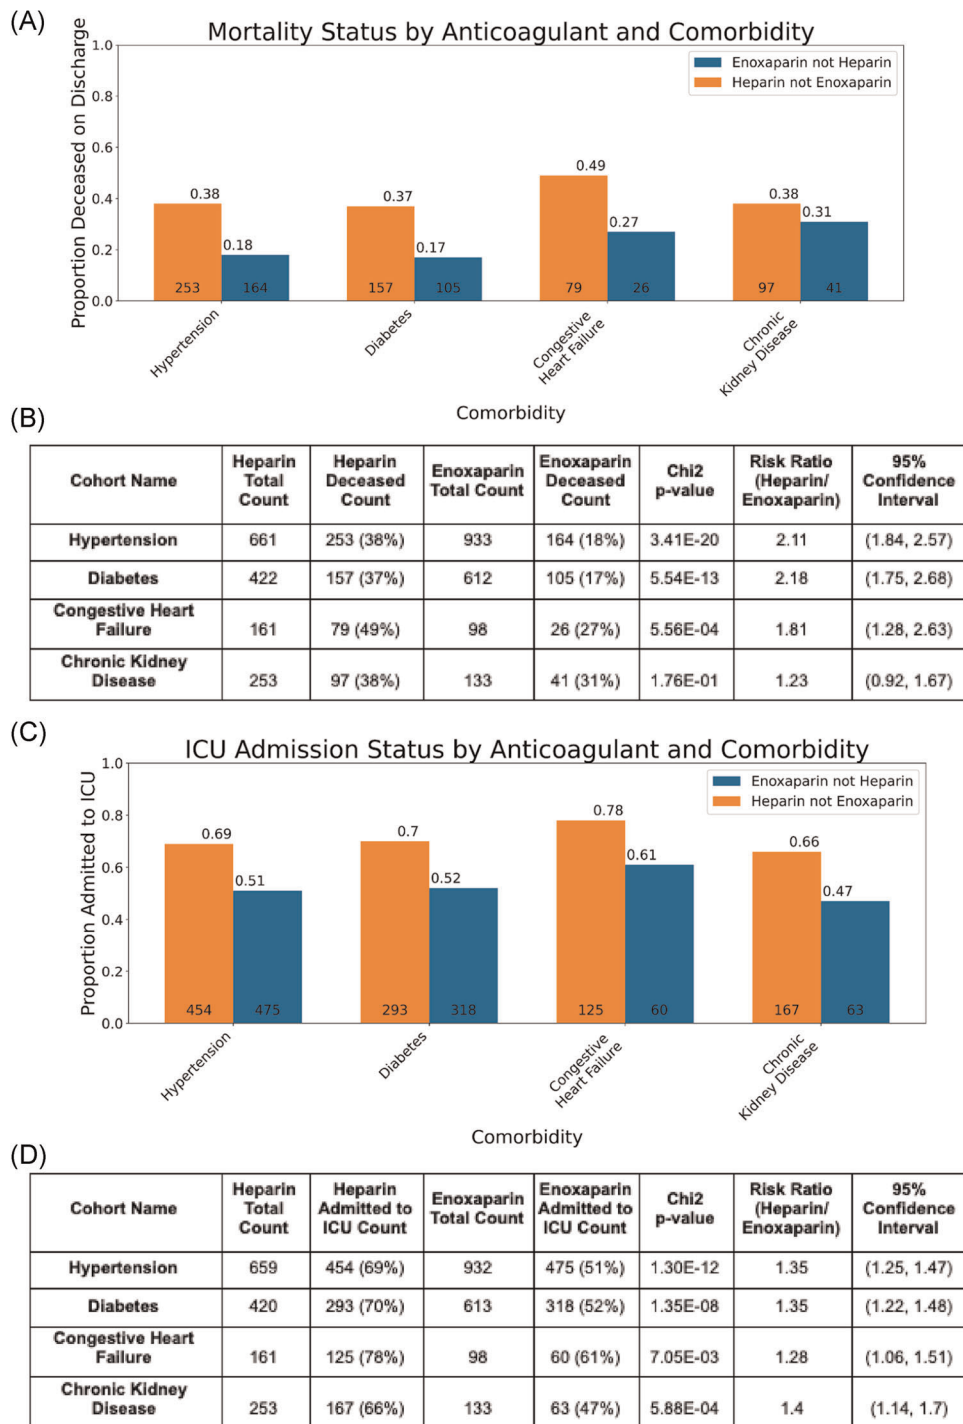 (A)
Mortality Status by Anticoagulant and Comorbidity
Proportion Deceased on Discharge
1.0
0.8
0.6
0.4
0.2
0.0
Enoxaparin not Heparin
Heparin not Enoxaparin
0.38
0.18
0.37
0.17
0.49
0.27
0.38
0.31
253
164
157
105
79
26
97
41
Hypertension
Diabetes
Congestive
Heart Failure
Chronic
Kidney Disease
Comorbidity
(B)
Cohort Name | Heparin Total Count | Heparin Deceased Count | Enoxaparin Total Count | Enoxaparin Deceased Count | Chi2 p-value | Risk Ratio (Heparin/ Enoxaparin) | 95% Confidence Interval
Hypertension | 661 | 253 (38%) | 933 | 164 (18%) | 3.41E-20 | 2.11 | (1.84, 2.57)
Diabetes | 422 | 157 (37%) | 612 | 105 (17%) | 5.54E-13 | 2.18 | (1.75, 2.68)
Congestive Heart Failure | 161 | 79 (49%) | 98 | 26 (27%) | 5.56E-04 | 1.81 | (1.28, 2.63)
Chronic Kidney Disease | 253 | 97 (38%) | 133 | 41 (31%) | 1.76E-01 | 1.23 | (0.92, 1.67)
(C)
ICU Admission Status by Anticoagulant and Comorbidity
Proportion Admitted to ICU
1.0
0.8
0.6
0.4
0.2
0.0
Enoxaparin not Heparin
Heparin not Enoxaparin
0.69
0.51
0.7
0.52
0.78
0.61
0.66
0.47
454
475
293
318
125
60
167
63
Hypertension
Diabetes
Congestive
Heart Failure
Chronic
Kidney Disease
Comorbidity
(D)
Cohort Name | Heparin Total Count | Heparin Admitted to ICU Count | Enoxaparin Total Count | Enoxaparin Admitted to ICU Count | Chi2 p-value | Risk Ratio (Heparin/ Enoxaparin) | 95% Confidence Interval
Hypertension | 659 | 454 (69%) | 932 | 475 (51%) | 1.30E-12 | 1.35 | (1.25, 1.47)
Diabetes | 420 | 293 (70%) | 613 | 318 (52%) | 1.35E-08 | 1.35 | (1.22, 1.48)
Congestive Heart Failure | 161 | 125 (78%) | 98 | 60 (61%) | 7.05E-03 | 1.28 | (1.06, 1.51)
Chronic Kidney Disease | 253 | 167 (66%) | 133 | 63 (47%) | 5.88E-04 | 1.4 | (1.14, 1.7)